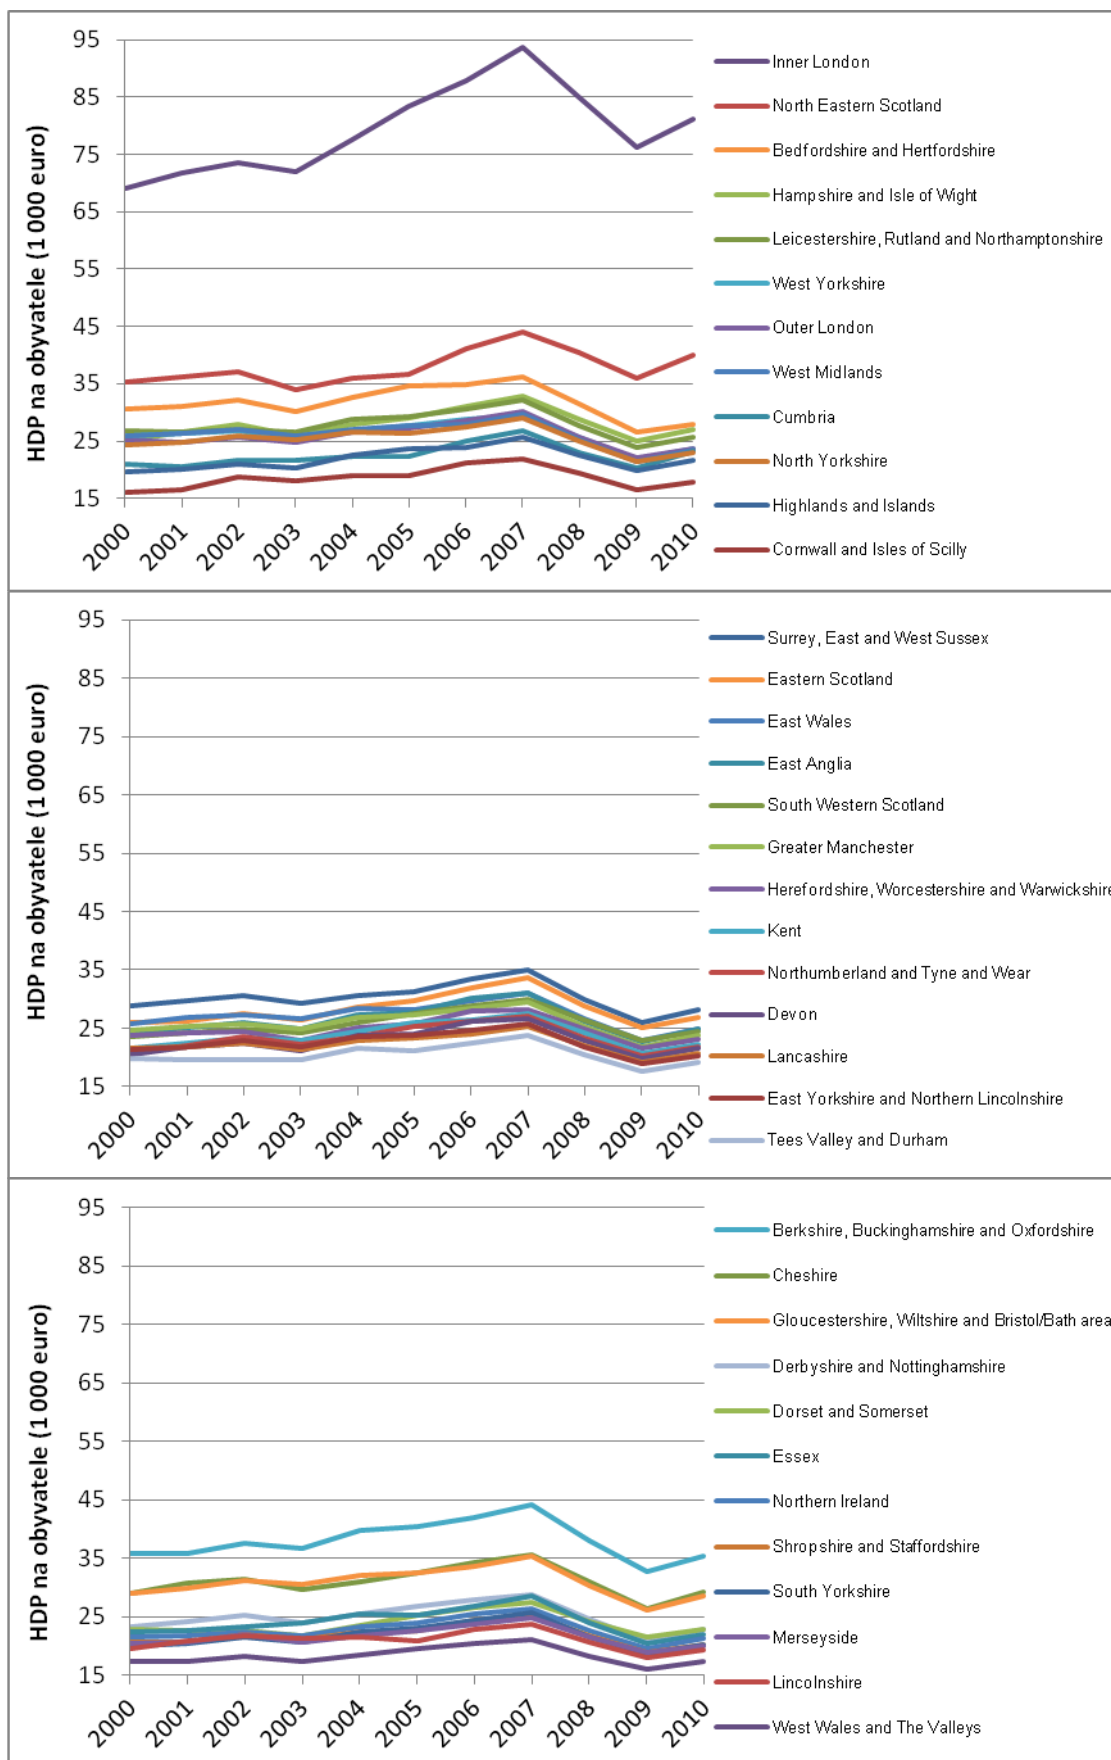 HDP na obyvatele (1 000 euro)
95
85
75
65
55
45
35
25
15
2000 2001 2002 2003 2004 2005 2006 2007 2008 2009 2010
Inner London
North Eastern Scotland
Bedfordshire and Hertfordshire
Hampshire and Isle of Wight
Leicestershire, Rutland and Northamptonshire
West Yorkshire
Outer London
West Midlands
Cumbria
North Yorkshire
Highlands and Islands
Cornwall and Isles of Scilly
HDP na obyvatele (1 000 euro)
95
85
75
65
55
45
35
25
15
2000 2001 2002 2003 2004 2005 2006 2007 2008 2009 2010
Surrey, East and West Sussex
Eastern Scotland
East Wales
East Anglia
South Western Scotland
Greater Manchester
Herefordshire, Worcestershire and Warwickshire
Kent
Northumberland and Tyne and Wear
Devon
Lancashire
East Yorkshire and Northern Lincolnshire
Tees Valley and Durham
HDP na obyvatele (1 000 euro)
95
85
75
65
55
45
35
25
15
2000 2001 2002 2003 2004 2005 2006 2007 2008 2009 2010
Berkshire, Buckinghamshire and Oxfordshire
Cheshire
Gloucestershire, Wiltshire and Bristol/Bath area
Derbyshire and Nottinghamshire
Dorset and Somerset
Essex
Northern Ireland
Shropshire and Staffordshire
South Yorkshire
Merseyside
Lincolnshire
West Wales and The Valleys